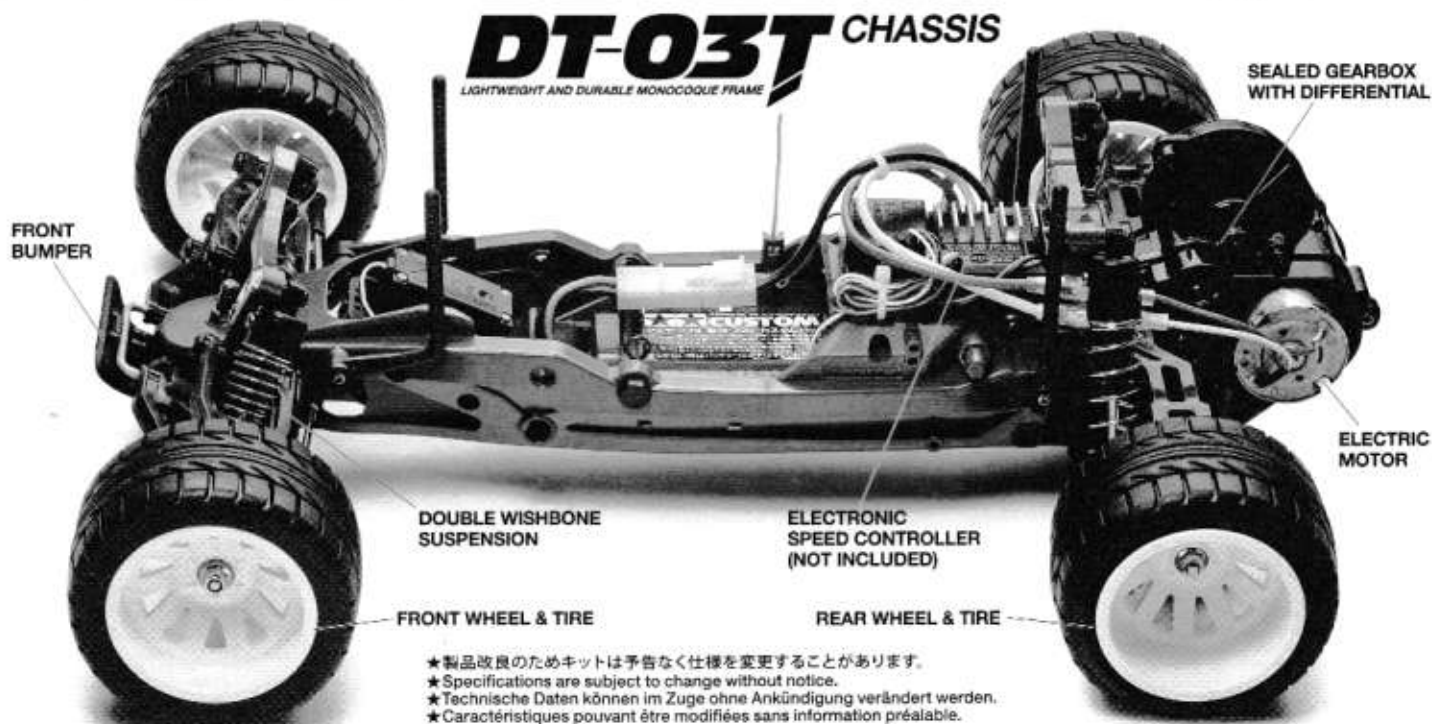 DT-03T CHASSIS
LIGHTWEIGHT AND DURABLE MONOCOQUE FRAME
SEALED GEARBOX
WITH DIFFERENTIAL
FRONT
BUMPER
CUSTOM
ELECTRIC
MOTOR
DOUBLE WISHBONE
SUSPENSION
ELECTRONIC
SPEED CONTROLLER
(NOT INCLUDED)
FRONT WHEEL & TIRE
REAR WHEEL & TIRE
★製品改良のためキットは予告なく仕様を変更することがあります。
★Specifications are subject to change without notice.
★Technische Daten können im Zuge ohne Ankündigung verändert werden.
★Caractéristiques pouvant être modifiées sans information préalable.